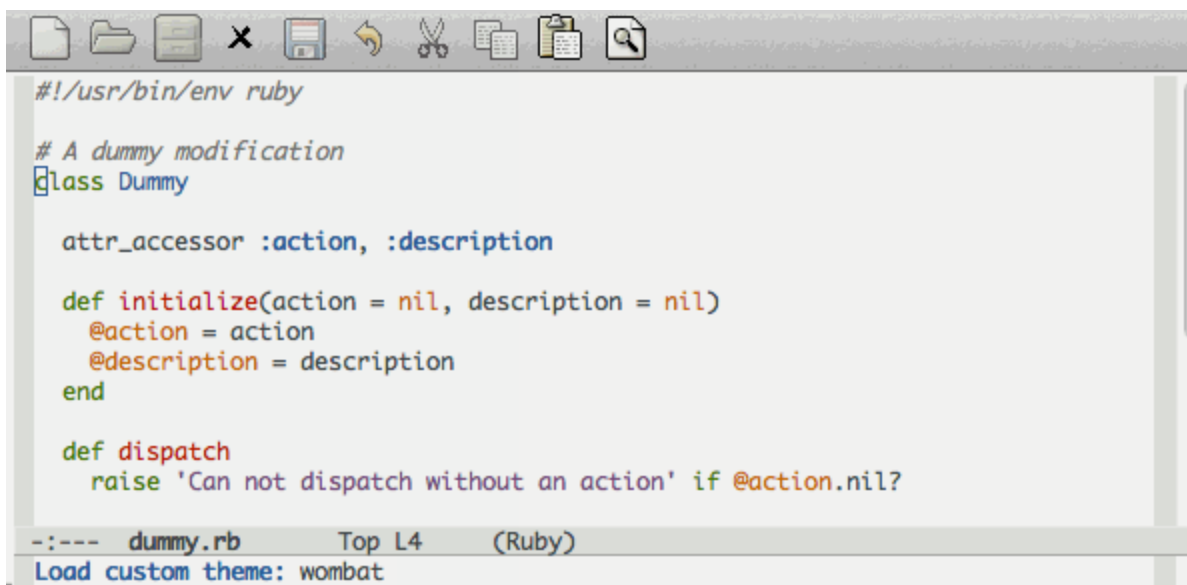 #!/usr/bin/env ruby
# A dummy modification
class Dummy
attr_accessor :action, :description
def initialize(action = nil, description = nil)
@action = action
@description = description
end
def dispatch
raise 'Can not dispatch without an action' if @action.nil?
-:---  dummy.rb      Top L4     (Ruby)
Load custom theme: wombat